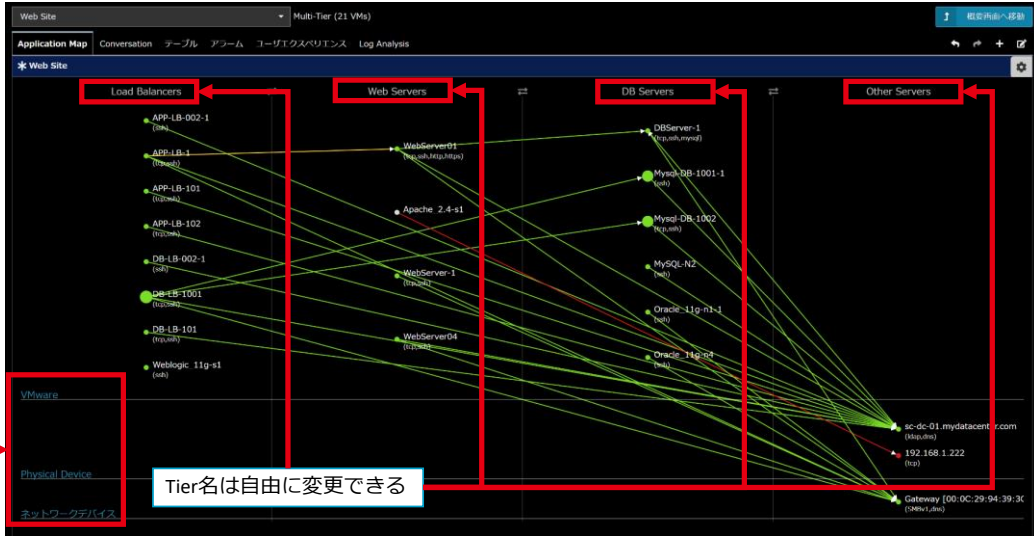 Web Site
Multi-Tier (21 VMs)
概要画面へ移動
Application Map Conversation テーブル アラーム ユーザエクスペリエンス Log Analysis
Web Site
Load Balancers
Web Servers
DB Servers
Other Servers
APP-LB-002-1
(ssh)
APP-LB-1
(tcp,ssh)
APP-LB-101
(tcp,ssh)
APP-LB-102
(tcp,ssh)
DB-LB-002-1
(ssh)
DB-LB-1001
(tcp,ssh)
DB-LB-101
(tcp,ssh)
Weblogic_11g-s1
(ssh)
WebServer01
(tcp,ssh,http,https)
Apache_2.4-s1
WebServer-1
(tcp,ssh)
WebServer04
(tcp,ssh)
DBServer-1
(tcp,ssh,mysql)
Mysql-DB-1001-1
(ssh)
Mysql-DB-1002
(tcp,ssh)
MySQL-N2
(ssh)
Oracle_11g-n1-1
(ssh)
Oracle_11g-n4
(ssh)
VMware
sc-dc-01.mydatacenter.com
(ldap,dns)
192.168.1.222
(tcp)
Physical Device
Tier名は自由に変更できる
Gateway [00:0C:29:94:39:30
(SMBv1,dns)
ネットワークデバイス